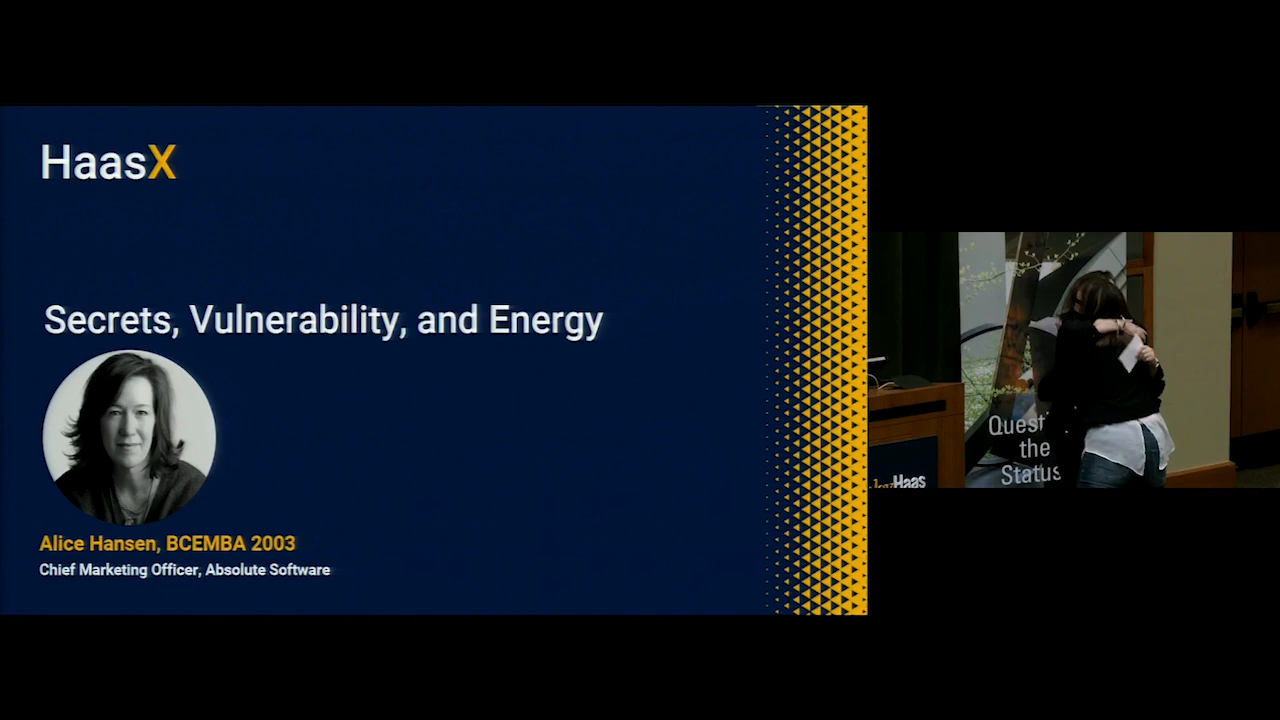 HaasX
Secrets, Vulnerability, and Energy
Alice Hansen, BCEMBA 2003
Chief Marketing Officer, Absolute Software
Quest
the
Status
Haas